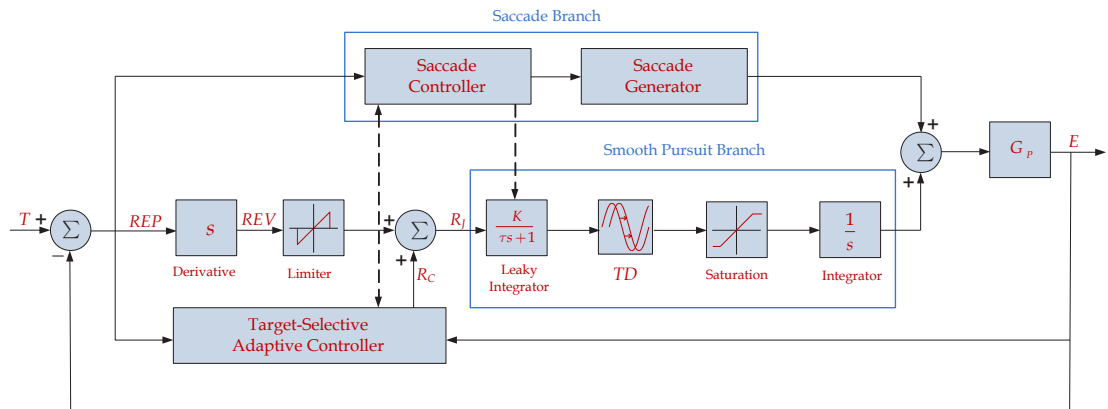 Saccade Branch
Saccade
Controller
Saccade
Generator
+
Smooth Pursuit Branch
Σ
G_P
E
+
T
+
Σ
−
REP
s
Derivative
REV
Limiter
+
Σ
+
R_C
R_J
K
τs+1
Leaky
Integrator
TD
Saturation
1
s
Integrator
Target-Selective
Adaptive Controller